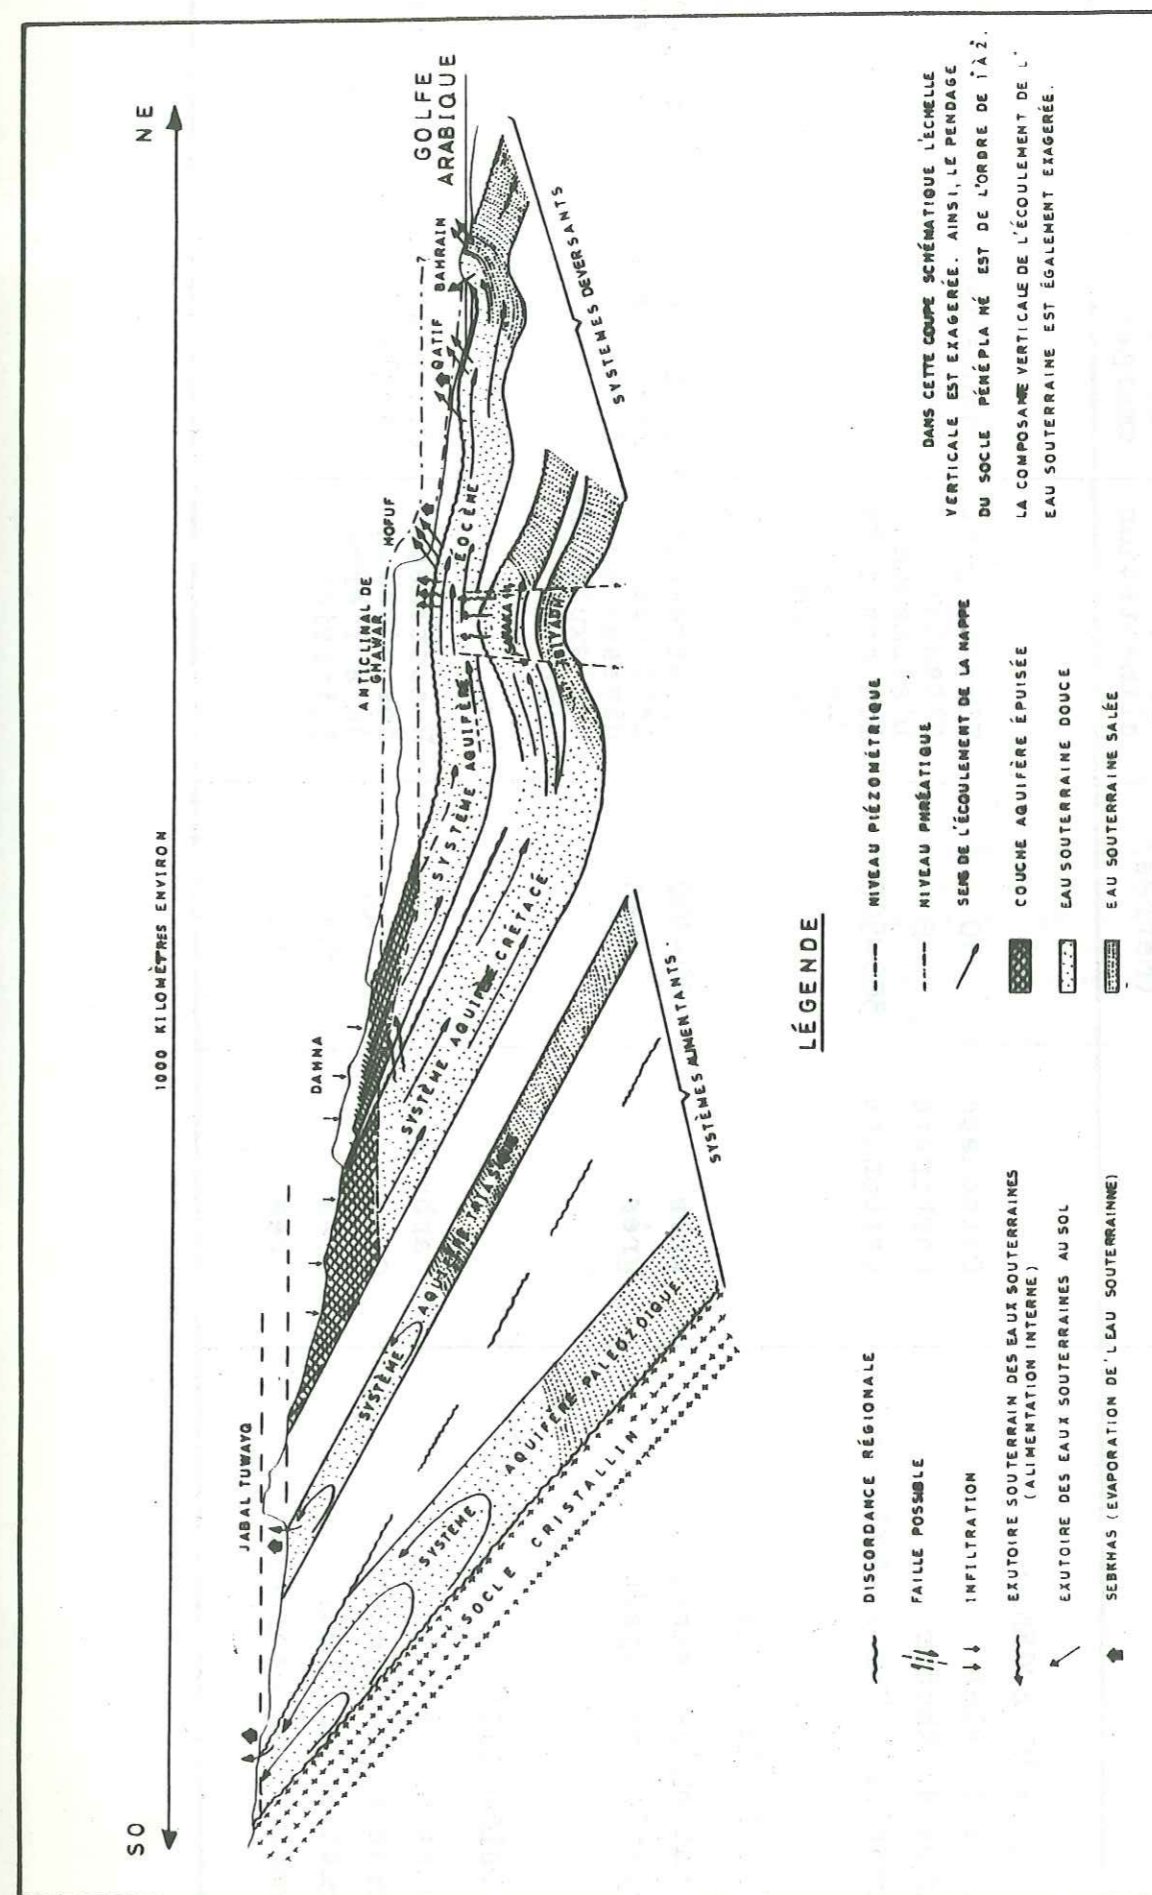 SO
NE
1000 KILOMÈTRES ENVIRON
JABAL TUWAYQ
DAHNA
ANTICLINAL DE
GHAWAR
HOFUF
QATIF
BAHRAIN
GOLFE
ARABIQUE
?
SYSTÈME AQUIFÈRE EOCÈNE
BIYADH
SYSTÈME AQUIFÈRE CRÉTACÉ
SYSTÈME AQUIFÈRE TRIASIQUE
SYSTÈME AQUIFÈRE PALÉOZOIQUE
SOCLE CRISTALLIN
SYSTÈMES ALIMENTANTS
SYSTÈMES DEVERSANTS
LÉGENDE
DISCORDANCE RÉGIONALE
FAILLE POSSIBLE
INFILTRATION
EXUTOIRE SOUTERRAIN DES EAUX SOUTERRAINES
(ALIMENTATION INTERNE)
EXUTOIRE DES EAUX SOUTERRAINES AU SOL
SEBKHAS (EVAPORATION DE L'EAU SOUTERRAINNE)
NIVEAU PIÉZOMÉTRIQUE
NIVEAU PHRÉATIQUE
SENS DE L'ÉCOULEMENT DE LA NAPPE
COUCHE AQUIFÈRE ÉPUISÉE
EAU SOUTERRAINE DOUCE
EAU SOUTERRAINE SALÉE
DANS CETTE COUPE SCHÉMATIQUE L'ÉCHELLE
VERTICALE EST EXAGERÉE. AINSI, LE PENDAGE
DU SOCLE PÉNÉPLANÉ EST DE L'ORDRE DE 1 À 2.
LA COMPOSANTE VERTICALE DE L'ÉCOULEMENT DE L'
EAU SOUTERRAINE EST ÉGALEMENT EXAGERÉE.